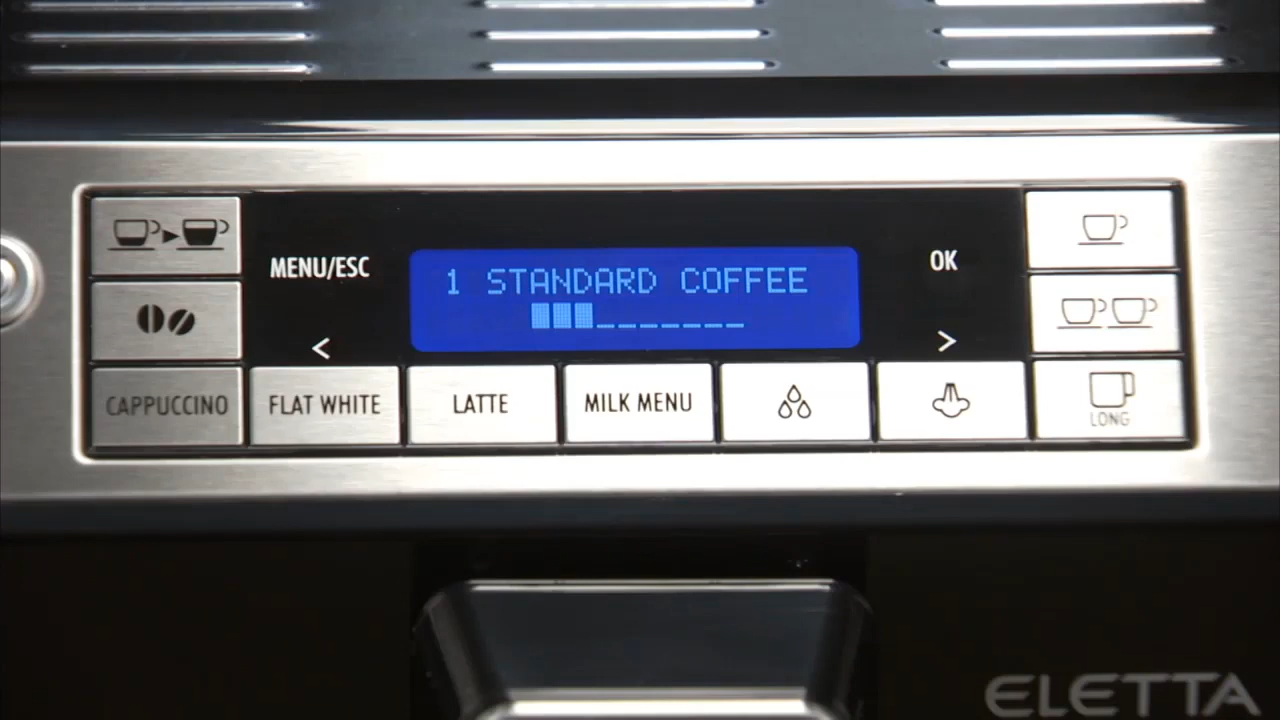 MENU/ESC
1 STANDARD COFFEE
OK
<
>
CAPPUCCINO
FLAT WHITE
LATTE
MILK MENU
LONG
ELETTA